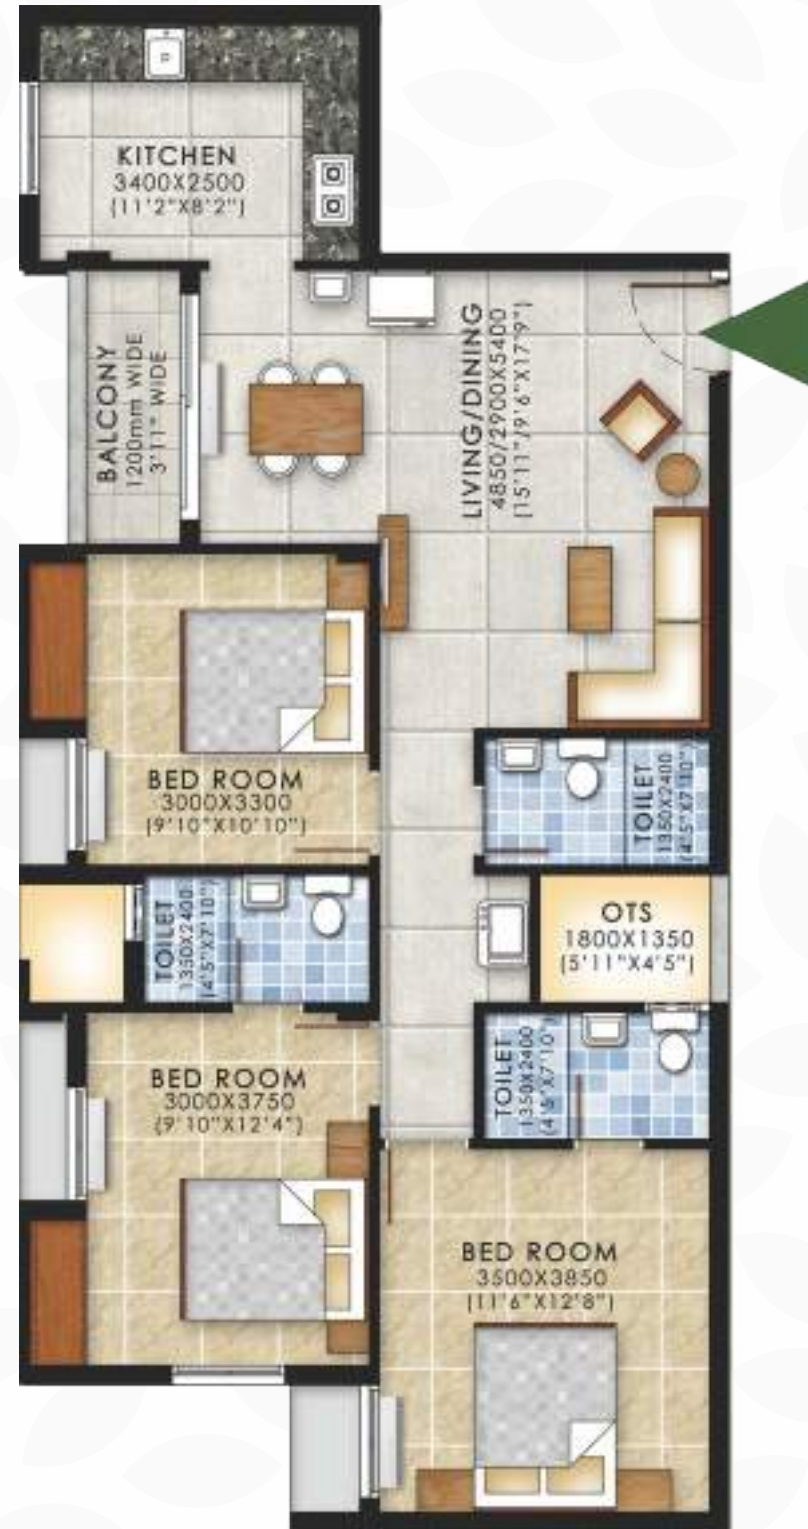 KITCHEN
3400X2500
(11'2"X8'2")
BALCONY
1200mm WIDE
3'11" WIDE
LIVING/DINING
4850/2900X5400
(15'11"/9'6"X17'9")
BED ROOM
3000X3300
(9'10"X10'10")
TOILET
1350X2400
(4'5"X7'10")
TOILET
1350X2400
(4'5"X7'10")
OTS
1800X1350
(5'11"X4'5")
BED ROOM
3000X3750
(9'10"X12'4")
TOILET
1350X2400
(4'6"X7'10")
BED ROOM
3500X3850
(11'6"X12'8")